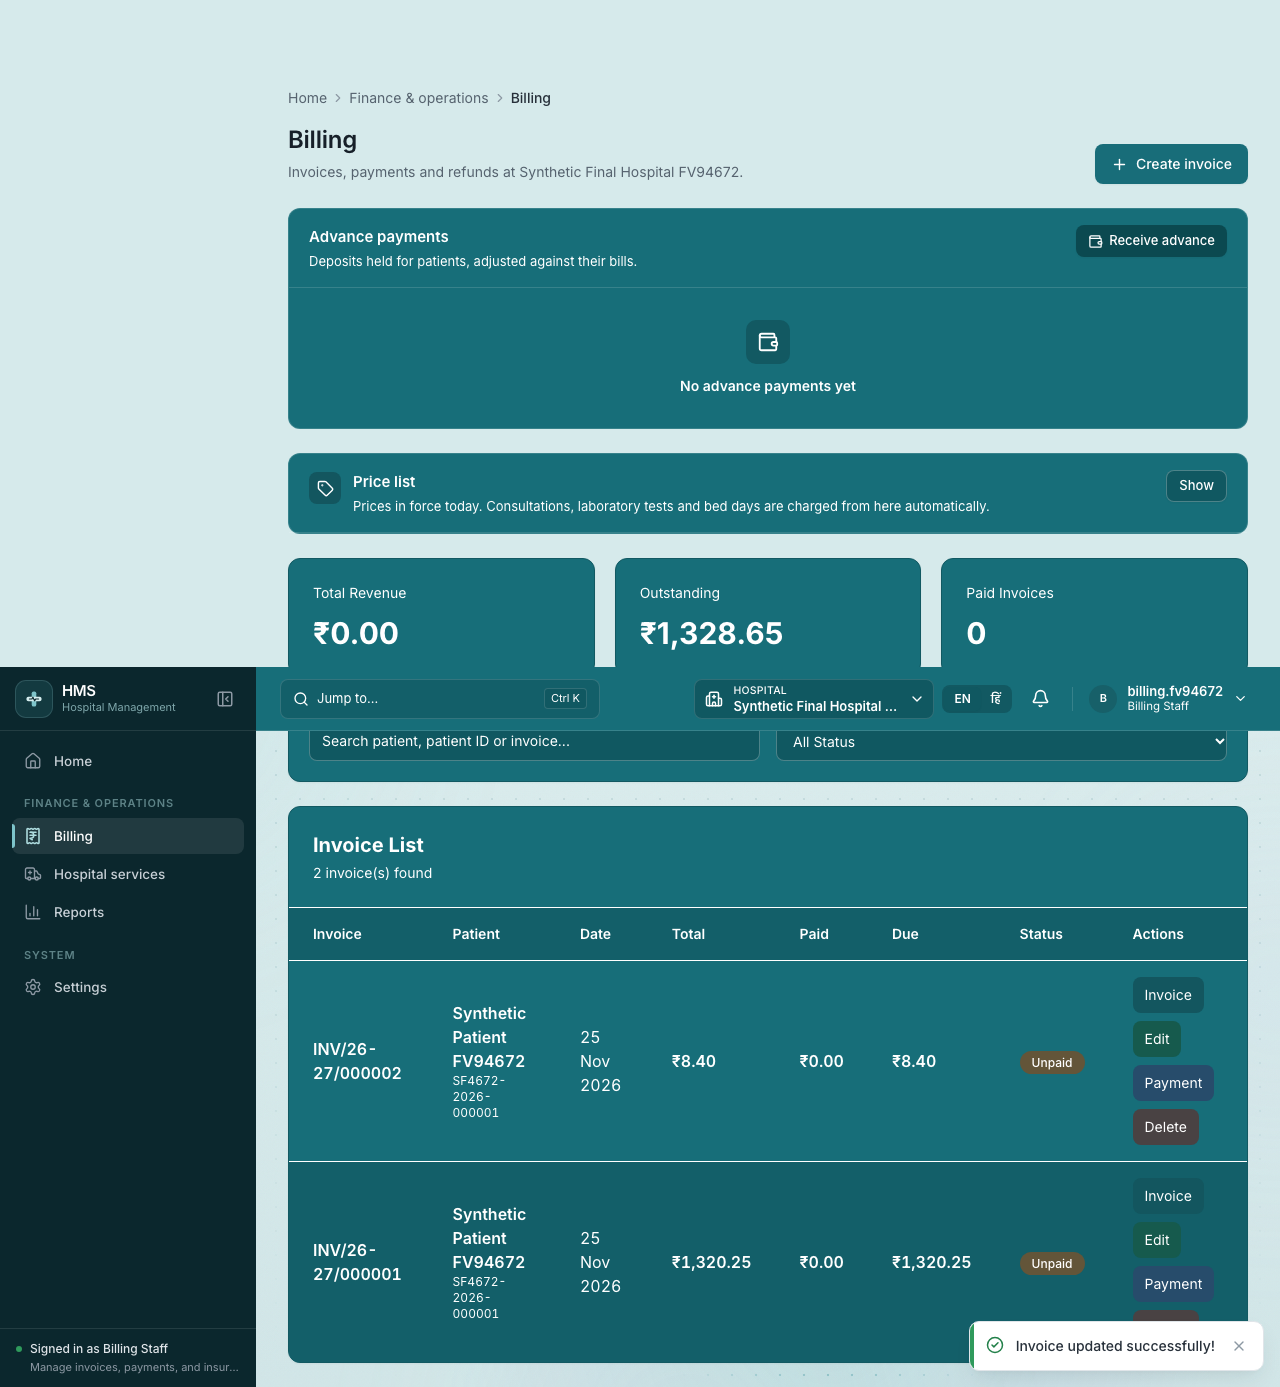 Home
Finance & operations
Billing
Billing
Invoices, payments and refunds at Synthetic Final Hospital FV94672.
Create invoice
Advance payments
Deposits held for patients, adjusted against their bills.
Receive advance
No advance payments yet
Price list
Prices in force today. Consultations, laboratory tests and bed days are charged from here automatically.
Show
Total Revenue
₹0.00
Outstanding
₹1,328.65
Paid Invoices
0
HMS
Hospital Management
Jump to...
Ctrl K
HOSPITAL
Synthetic Final Hospital ...
EN
हिं
B
billing.fv94672
Billing Staff
Home
FINANCE & OPERATIONS
Billing
Hospital services
Reports
SYSTEM
Settings
Signed in as Billing Staff
Manage invoices, payments, and insur...
Search patient, patient ID or invoice...
All Status
Invoice List
2 invoice(s) found
Invoice
Patient
Date
Total
Paid
Due
Status
Actions
INV/26-
27/000002
Synthetic
Patient
FV94672
SF4672-
2026-
000001
25
Nov
2026
₹8.40
₹0.00
₹8.40
Unpaid
Invoice
Edit
Payment
Delete
INV/26-
27/000001
Synthetic
Patient
FV94672
SF4672-
2026-
000001
25
Nov
2026
₹1,320.25
₹0.00
₹1,320.25
Unpaid
Invoice
Edit
Payment
Invoice updated successfully!